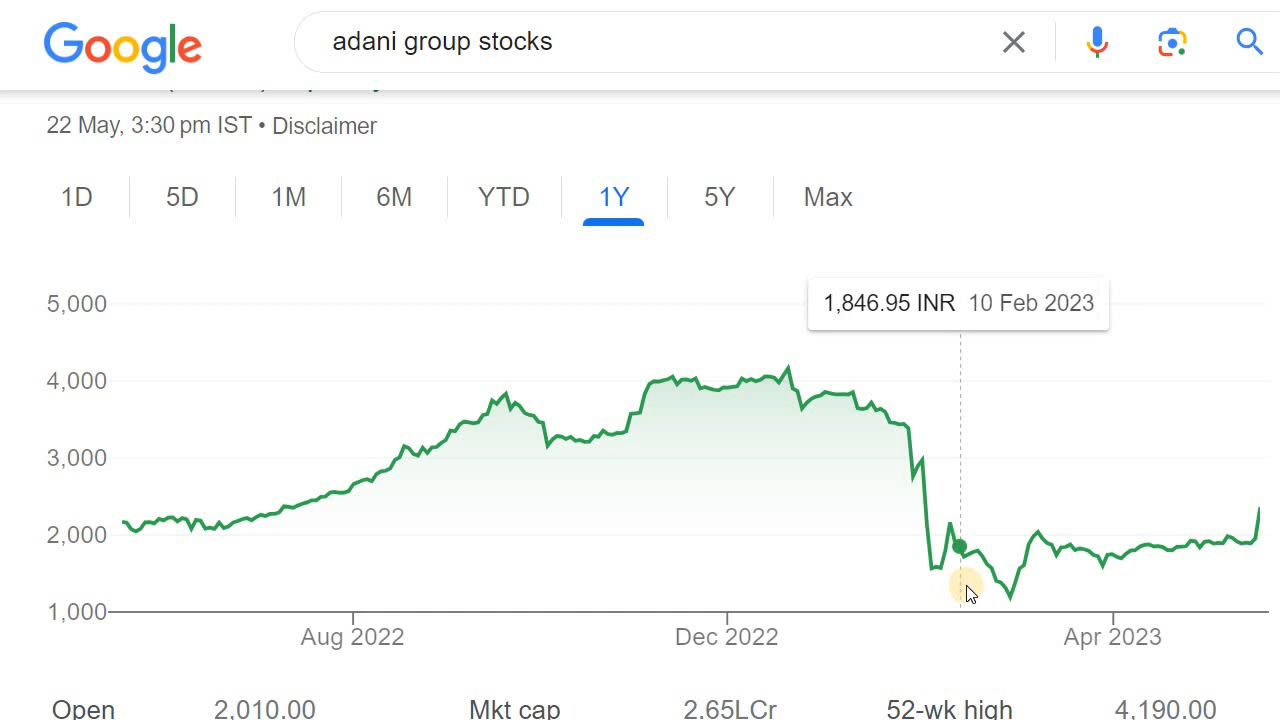 Google adani group stocks
22 May, 3:30 pm IST • Disclaimer
1D 5D 1M 6M YTD 1Y 5Y Max
1,846.95 INR 10 Feb 2023
5,000
4,000
3,000
2,000
1,000
Aug 2022 Dec 2022 Apr 2023
Open 2,010.00 Mkt cap 2.65LCr 52-wk high 4,190.00